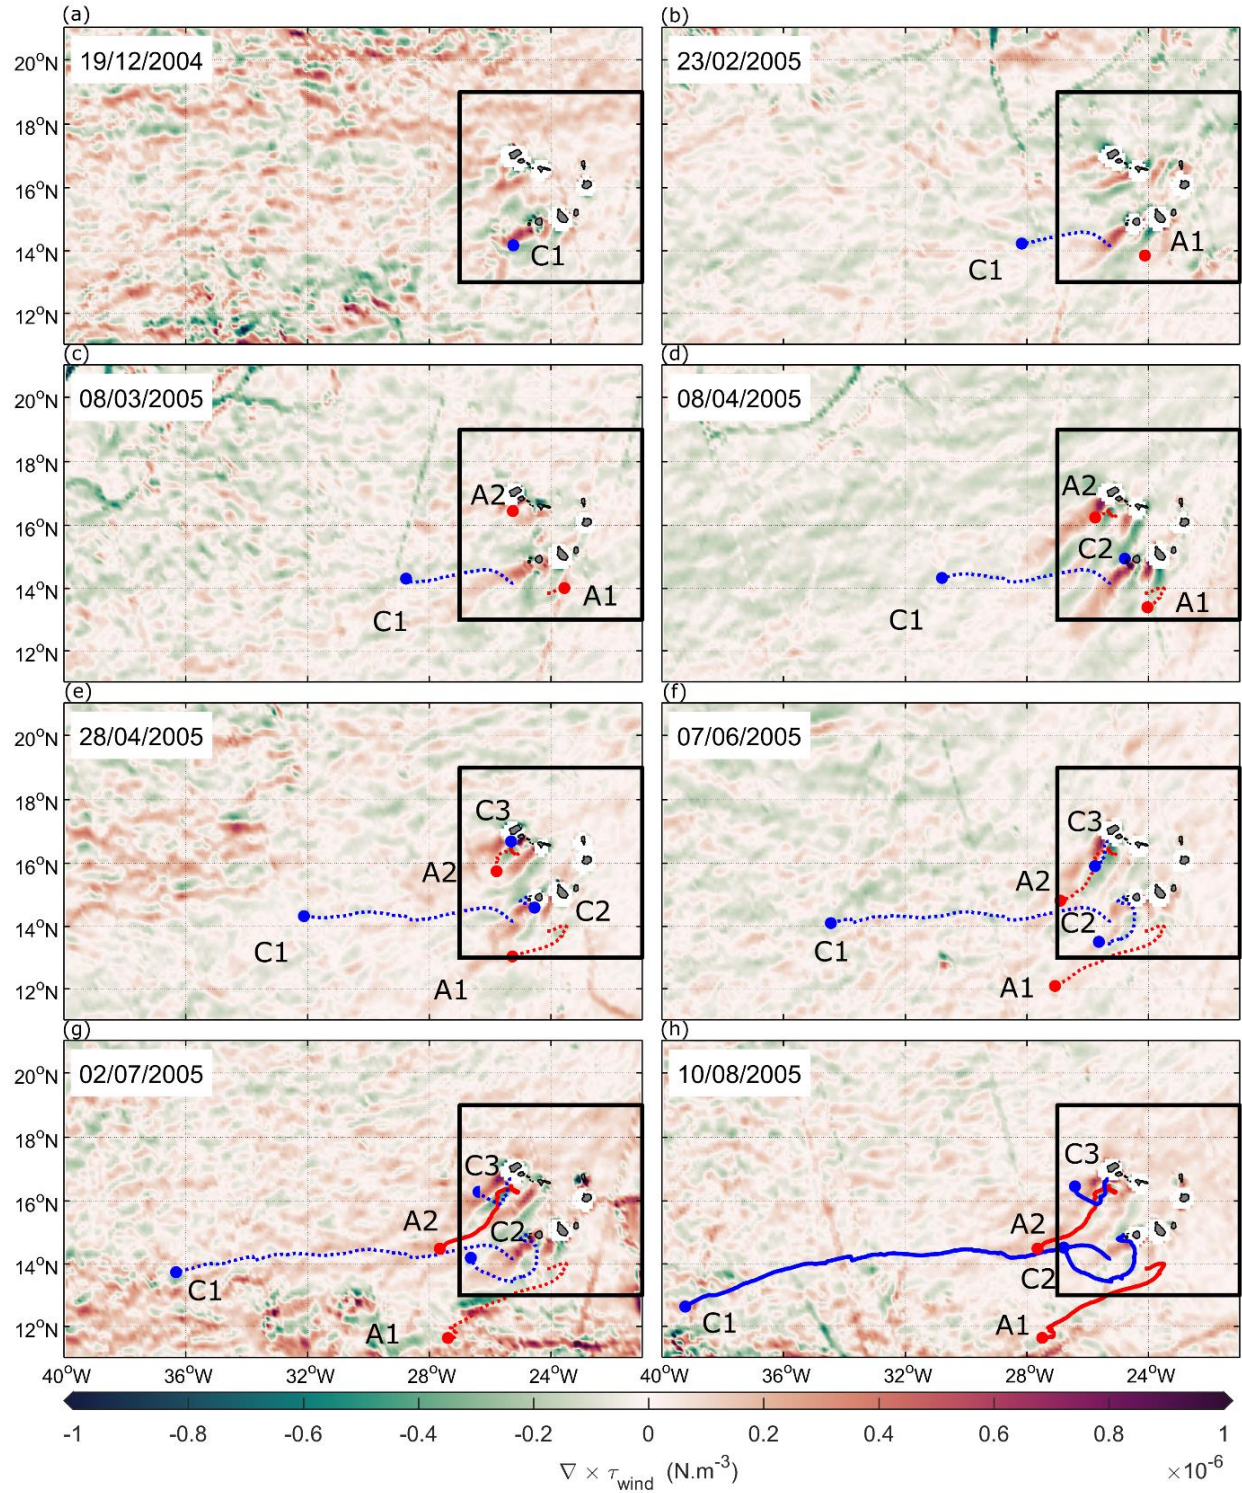 (a)
(b)
20°N
19/12/2004
23/02/2005
18°N
16°N
14°N
C1
C1
A1
12°N
(c)
(d)
20°N
08/03/2005
08/04/2005
18°N
A2
A2
16°N
C2
14°N
C1
A1
C1
A1
12°N
(e)
(f)
20°N
28/04/2005
07/06/2005
18°N
C3
C3
16°N
A2
A2
C2
C2
14°N
C1
C1
A1
A1
12°N
(g)
(h)
20°N
02/07/2005
10/08/2005
18°N
C3
C3
16°N
A2
C2
A2
C2
14°N
C1
C1
A1
A1
12°N
40°W 36°W 32°W 28°W 24°W 40°W 36°W 32°W 28°W 24°W
-1 -0.8 -0.6 -0.4 -0.2 0 0.2 0.4 0.6 0.8 1
∇ × τwind (N.m⁻³) ×10⁻⁶